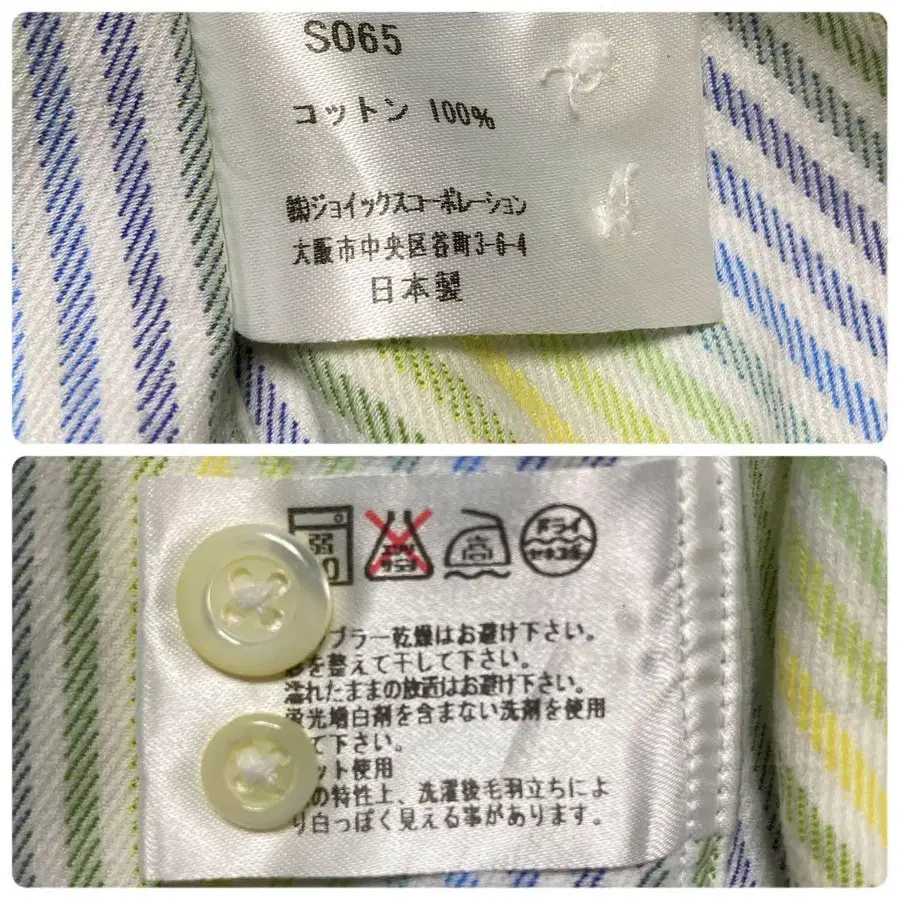 S065
コットン 100%
㈱ジョイックスコーポレーション
大阪市中央区谷町3-6-4
日本製
弱
高
ドライ
ブラー乾燥はお避け下さい。
を整えて干して下さい。
濡れたままの放置はお避け下さい。
光増白剤を含まない洗剤を使用
て下さい。
ット使用
の特性上、洗濯後毛羽立ちによ
り白っぽく見える事があります。